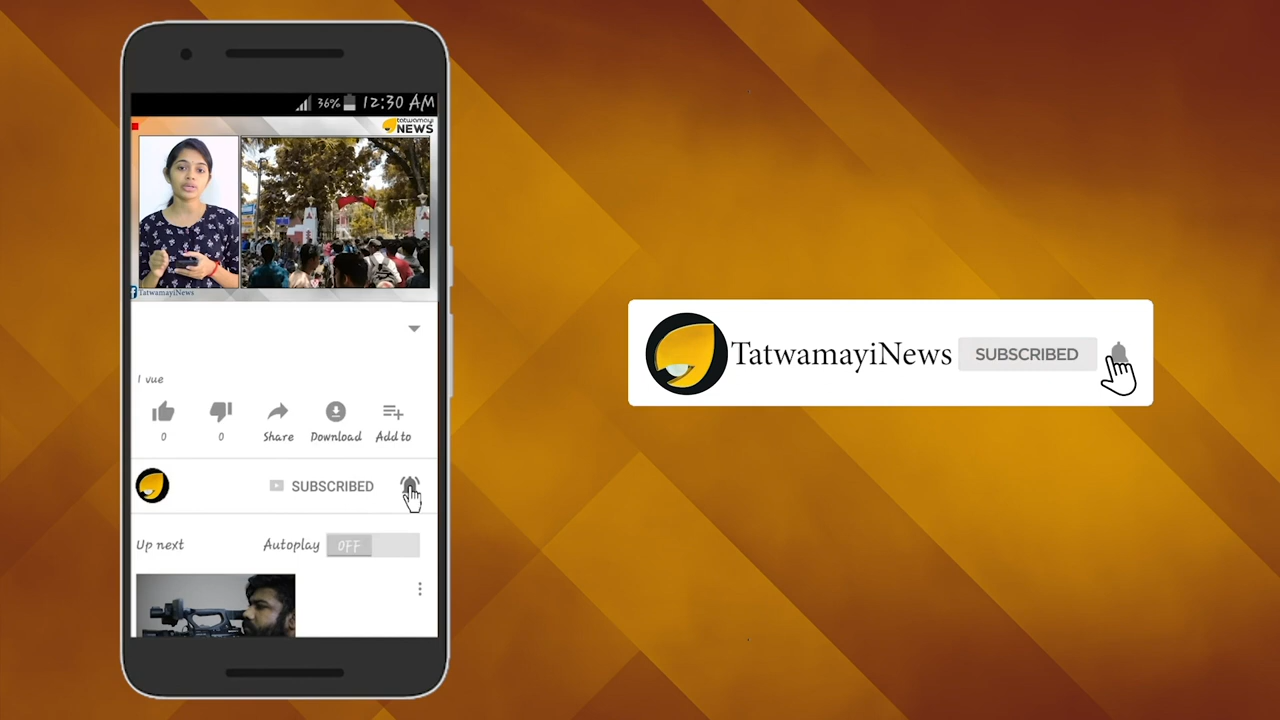 36% 12:30 AM
tatwamayi
NEWS
TatwamayiNews
1 vue
0 0 Share Download Add to
SUBSCRIBED
Up next Autoplay OFF
TatwamayiNews SUBSCRIBED